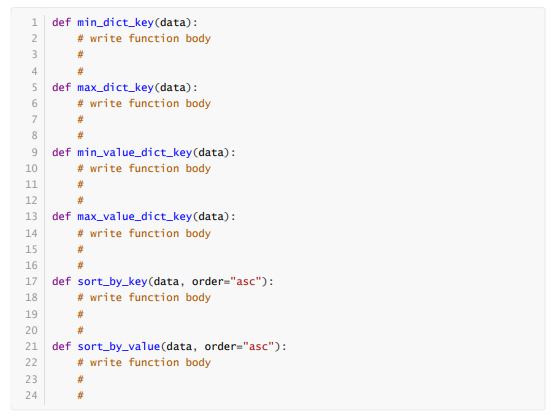 1 def min_dict_key(data):
2     # write function body
3     #
4     #
5 def max_dict_key(data):
6     # write function body
7     #
8     #
9 def min_value_dict_key(data):
10     # write function body
11     #
12     #
13 def max_value_dict_key(data):
14     # write function body
15     #
16     #
17 def sort_by_key(data, order="asc"):
18     # write function body
19     #
20     #
21 def sort_by_value(data, order="asc"):
22     # write function body
23     #
24     #